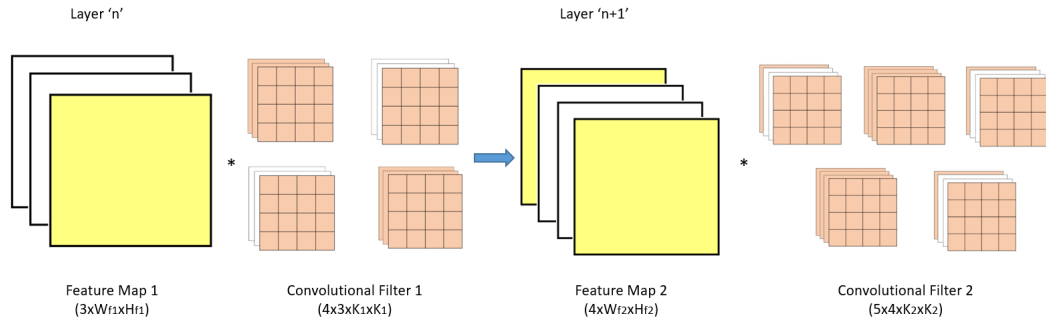 Layer ‘n’
Layer ‘n+1’
*
*
Feature Map 1
(3xWf1xHf1)
Convolutional Filter 1
(4x3xK1xK1)
Feature Map 2
(4xWf2xHf2)
Convolutional Filter 2
(5x4xK2xK2)